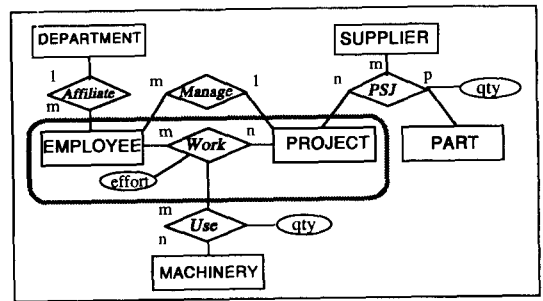 DEPARTMENT
SUPPLIER
1
Affiliate
m
m
Manage
1
m
n
PSJ
p
qty
EMPLOYEE
m
Work
n
PROJECT
PART
effort
m
n
Use
qty
MACHINERY